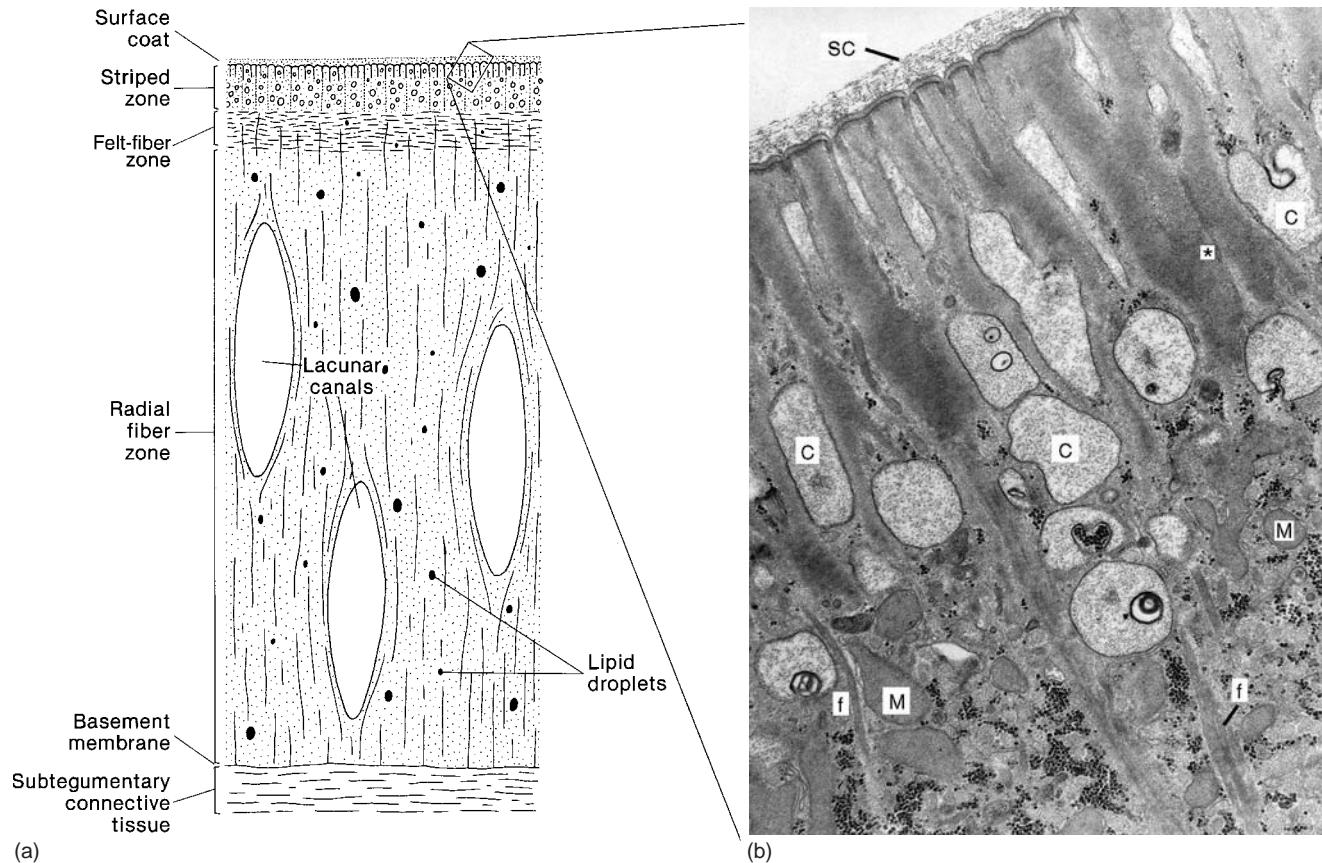 Surface
coat
Striped
zone
Felt-fiber
zone
Lacunar
canals
Radial
fiber
zone
Lipid
droplets
Basement
membrane
Subtegumentary
connective
tissue
(a)
SC
C
*
C
C
M
f
M
f
(b)